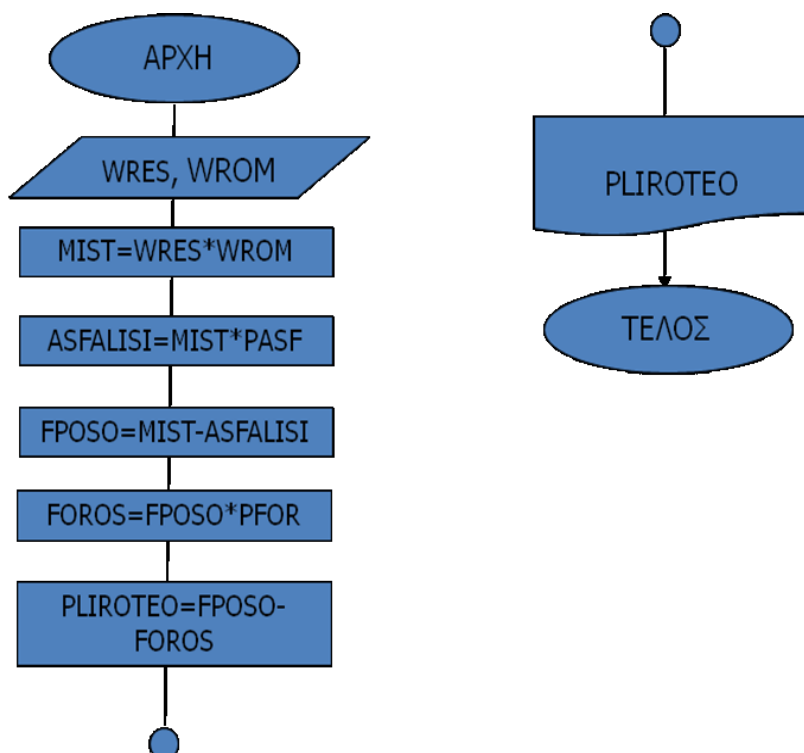 ΑΡΧΗ
WRES, WROM
MIST=WRES*WROM
ASFALISI=MIST*PASF
FPOSO=MIST-ASFALISI
FOROS=FPOSO*PFOR
PLIROTEO=FPOSO-
FOROS
PLIROTEO
ΤΕΛΟΣ